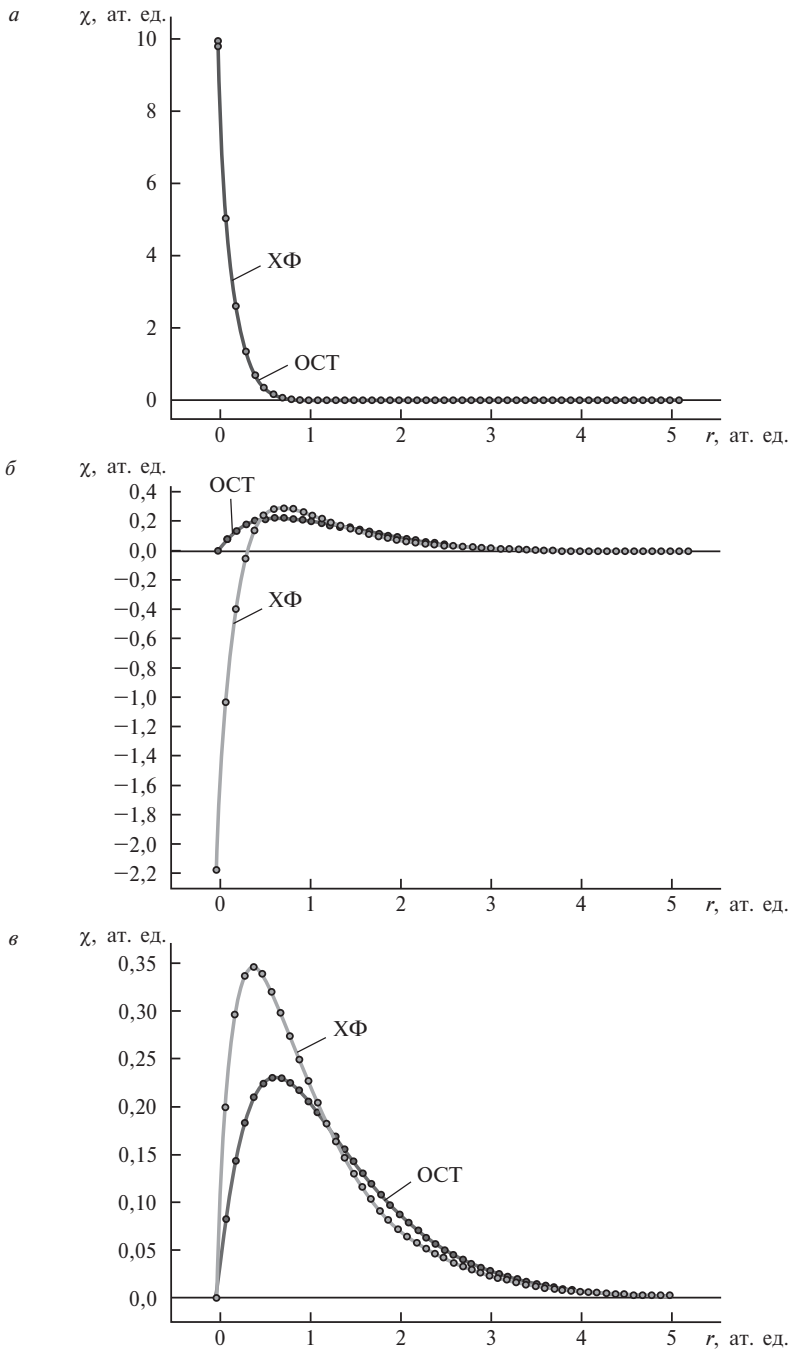 а
χ, ат. ед.
10
8
6
4
2
0
ХФ
ОСТ
0 1 2 3 4 5 r, ат. ед.
б
χ, ат. ед.
0,4
0,2
0,0
−0,2
−0,4
−0,6
−0,8
−1,0
−1,2
−1,4
−1,6
−1,8
−2,0
−2,2
ОСТ
ХФ
0 1 2 3 4 5 r, ат. ед.
в
χ, ат. ед.
0,35
0,30
0,25
0,20
0,15
0,10
0,05
0,0
ХФ
ОСТ
0 1 2 3 4 5 r, ат. ед.